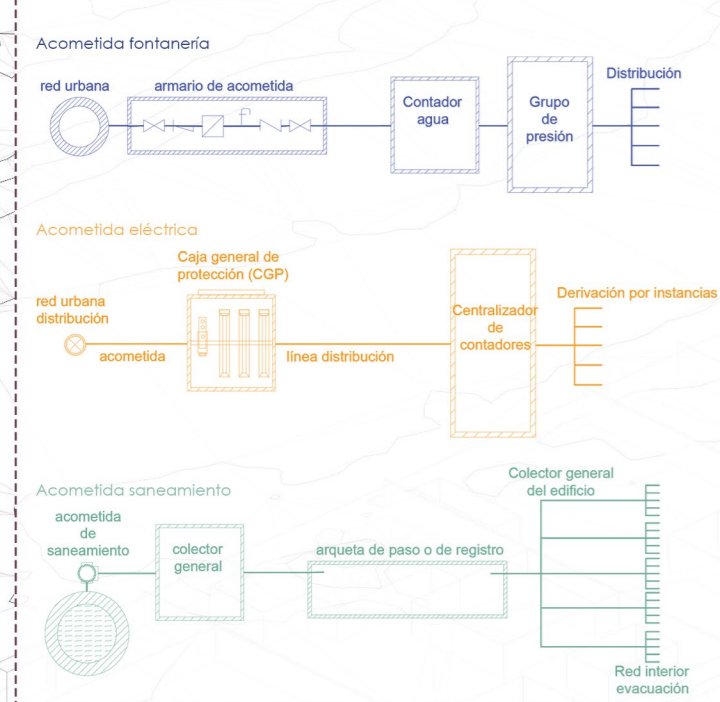 Acometida fontanería
red urbana
armario de acometida
Contador
agua
Grupo
de
presión
Distribución
Acometida eléctrica
Caja general de
protección (CGP)
red urbana
distribución
acometida
línea distribución
Centralizador
de
contadores
Derivación por instancias
Acometida saneamiento
acometida
de
saneamiento
colector
general
arqueta de paso o de registro
Colector general
del edificio
Red interior
evacuación